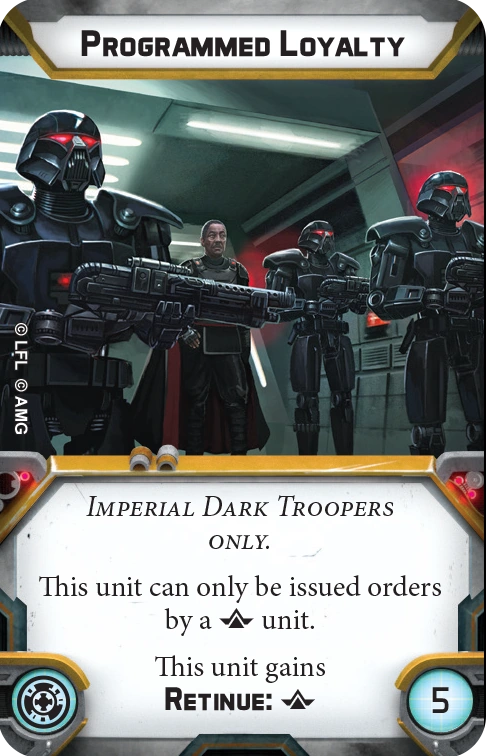 Programmed Loyalty
© LFL © AMG
Imperial Dark Troopers
only.
This unit can only be issued orders
by a unit.
This unit gains
Retinue:
5